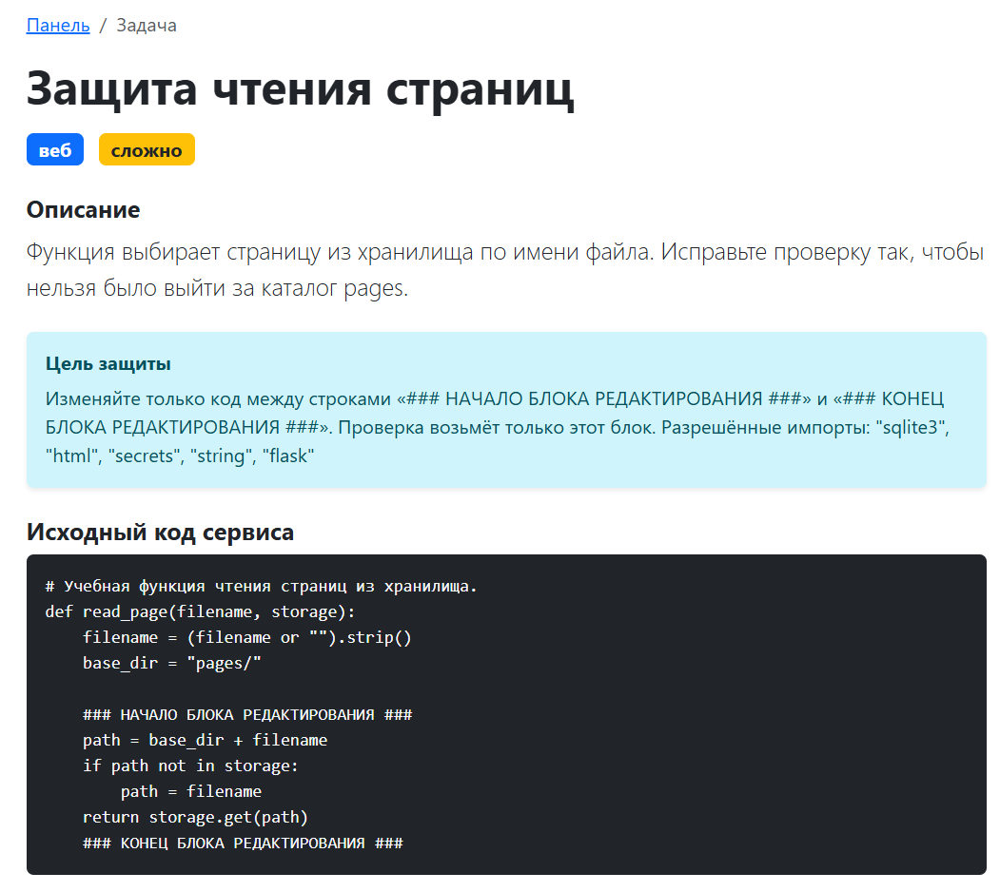 Панель / Задача
Защита чтения страниц
веб сложно
Описание
Функция выбирает страницу из хранилища по имени файла. Исправьте проверку так, чтобы
нельзя было выйти за каталог pages.
Цель защиты
Изменяйте только код между строками «### НАЧАЛО БЛОКА РЕДАКТИРОВАНИЯ ###» и «### КОНЕЦ
БЛОКА РЕДАКТИРОВАНИЯ ###». Проверка возьмёт только этот блок. Разрешённые импорты: "sqlite3",
"html", "secrets", "string", "flask"
Исходный код сервиса
# Учебная функция чтения страниц из хранилища.
def read_page(filename, storage):
    filename = (filename or "").strip()
    base_dir = "pages/"
    ### НАЧАЛО БЛОКА РЕДАКТИРОВАНИЯ ###
    path = base_dir + filename
    if path not in storage:
        path = filename
    return storage.get(path)
    ### КОНЕЦ БЛОКА РЕДАКТИРОВАНИЯ ###